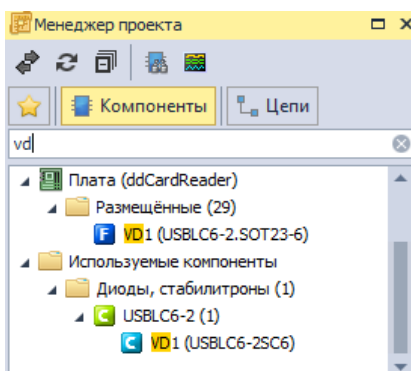 Менеджер проекта
Компоненты Цепи
vd
Плата (ddCardReader)
Размещённые (29)
F VD1 (USBLC6-2.SOT23-6)
Используемые компоненты
Диоды, стабилитроны (1)
C USBLC6-2 (1)
C VD1 (USBLC6-2SC6)